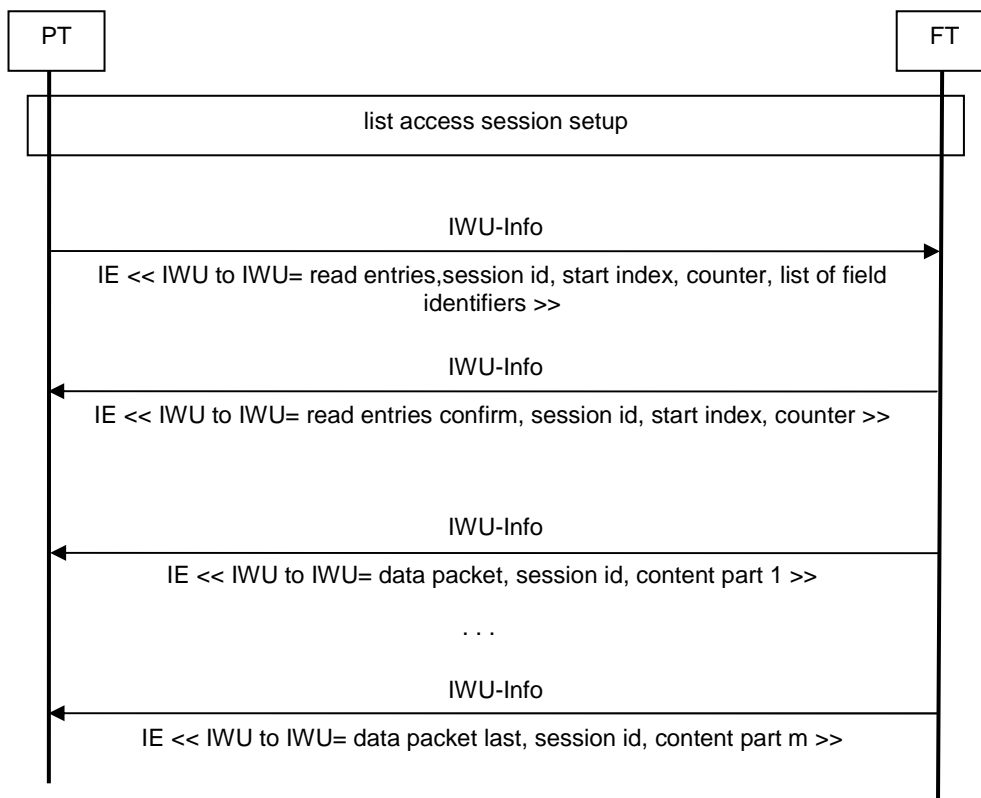 PT
FT
list access session setup
IWU-Info
IE << IWU to IWU= read entries,session id, start index, counter, list of field
identifiers >>
IWU-Info
IE << IWU to IWU= read entries confirm, session id, start index, counter >>
IWU-Info
IE << IWU to IWU= data packet, session id, content part 1 >>
. . .
IWU-Info
IE << IWU to IWU= data packet last, session id, content part m >>